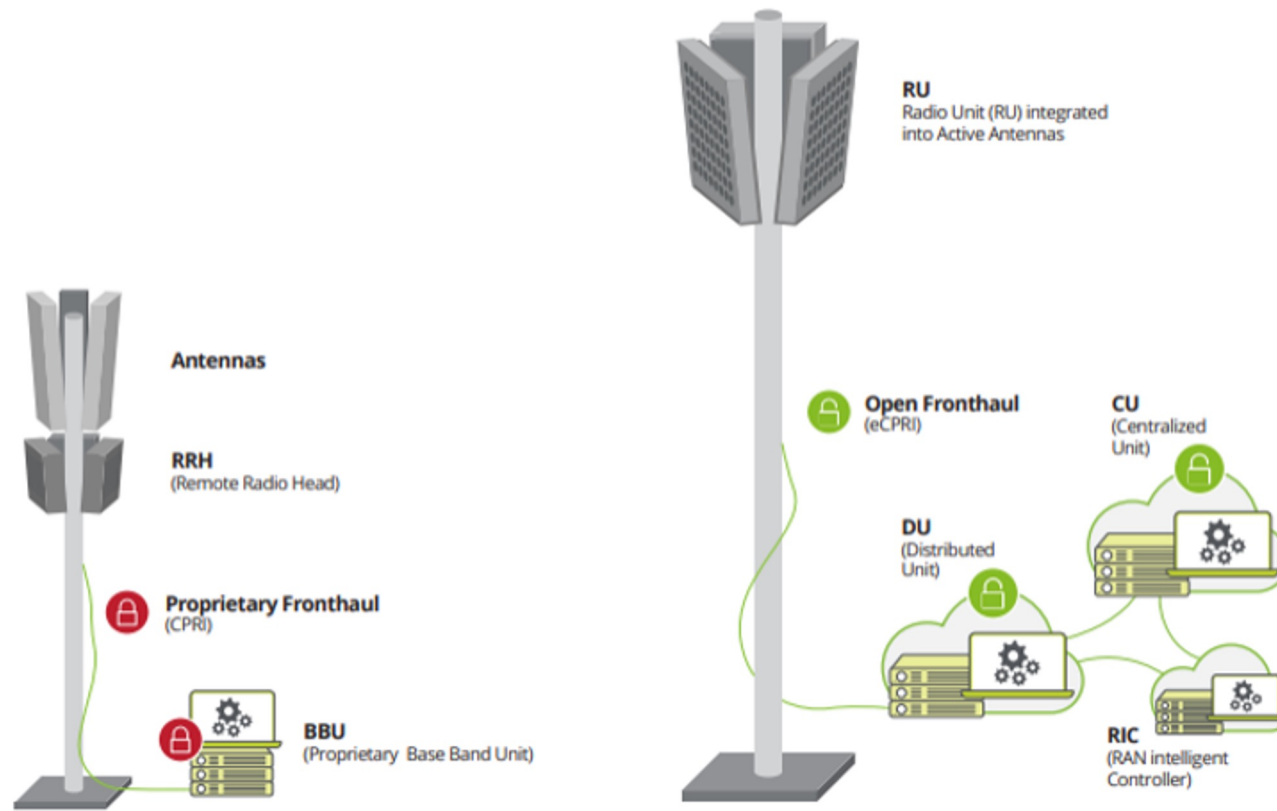 Antennas
RRH
(Remote Radio Head)
Proprietary Fronthaul
(CPRI)
BBU
(Proprietary Base Band Unit)
RU
Radio Unit (RU) integrated
into Active Antennas
Open Fronthaul
(eCPRI)
CU
(Centralized
Unit)
DU
(Distributed
Unit)
RIC
(RAN intelligent
Controller)